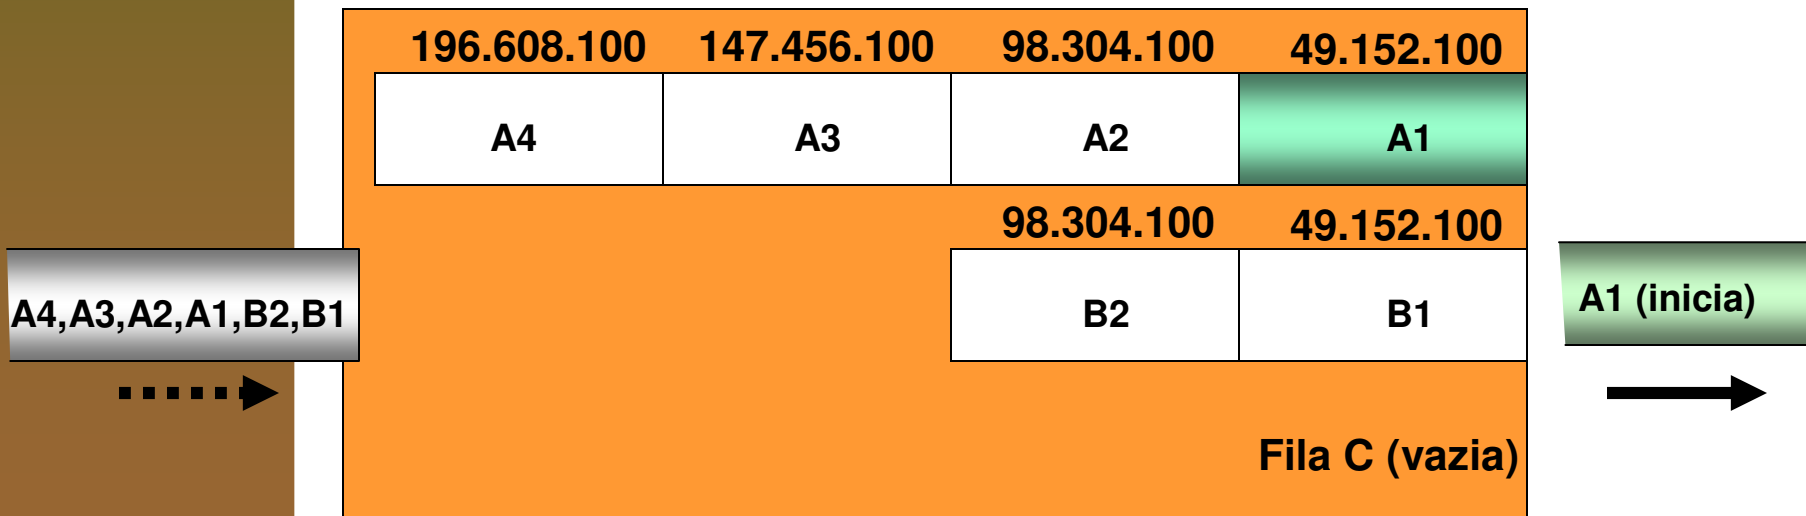 196.608.100 147.456.100 98.304.100 49.152.100
A4 A3 A2 A1
98.304.100 49.152.100
A4,A3,A2,A1,B2,B1 B2 B1 A1 (inicia)
Fila C (vazia)